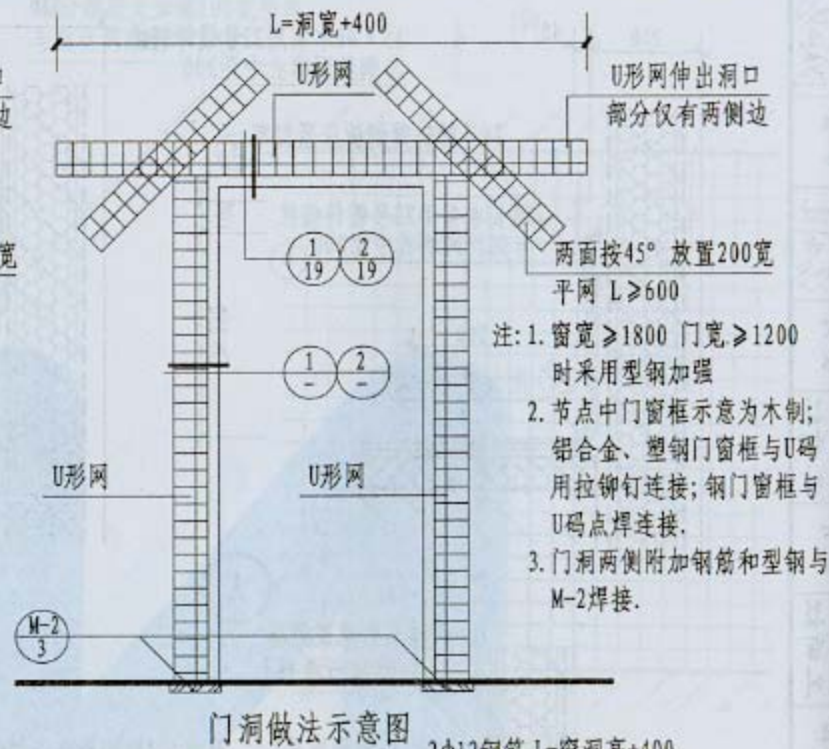 L=洞宽+400
U形网
U形网伸出洞口
部分仅有两侧边
边
宽
1
19
2
19
两面按45° 放置200宽
平网 L≥600
1
-
2
-
注: 1. 窗宽≥1800 门宽≥1200
时采用型钢加强
2. 节点中门窗框示意为木制;
铝合金、塑钢门窗框与U码
用拉铆钉连接; 钢门窗框与
U码点焊连接.
3. 门洞两侧附加钢筋和型钢与
M-2焊接.
U形网
U形网
M-2
3
门洞做法示意图